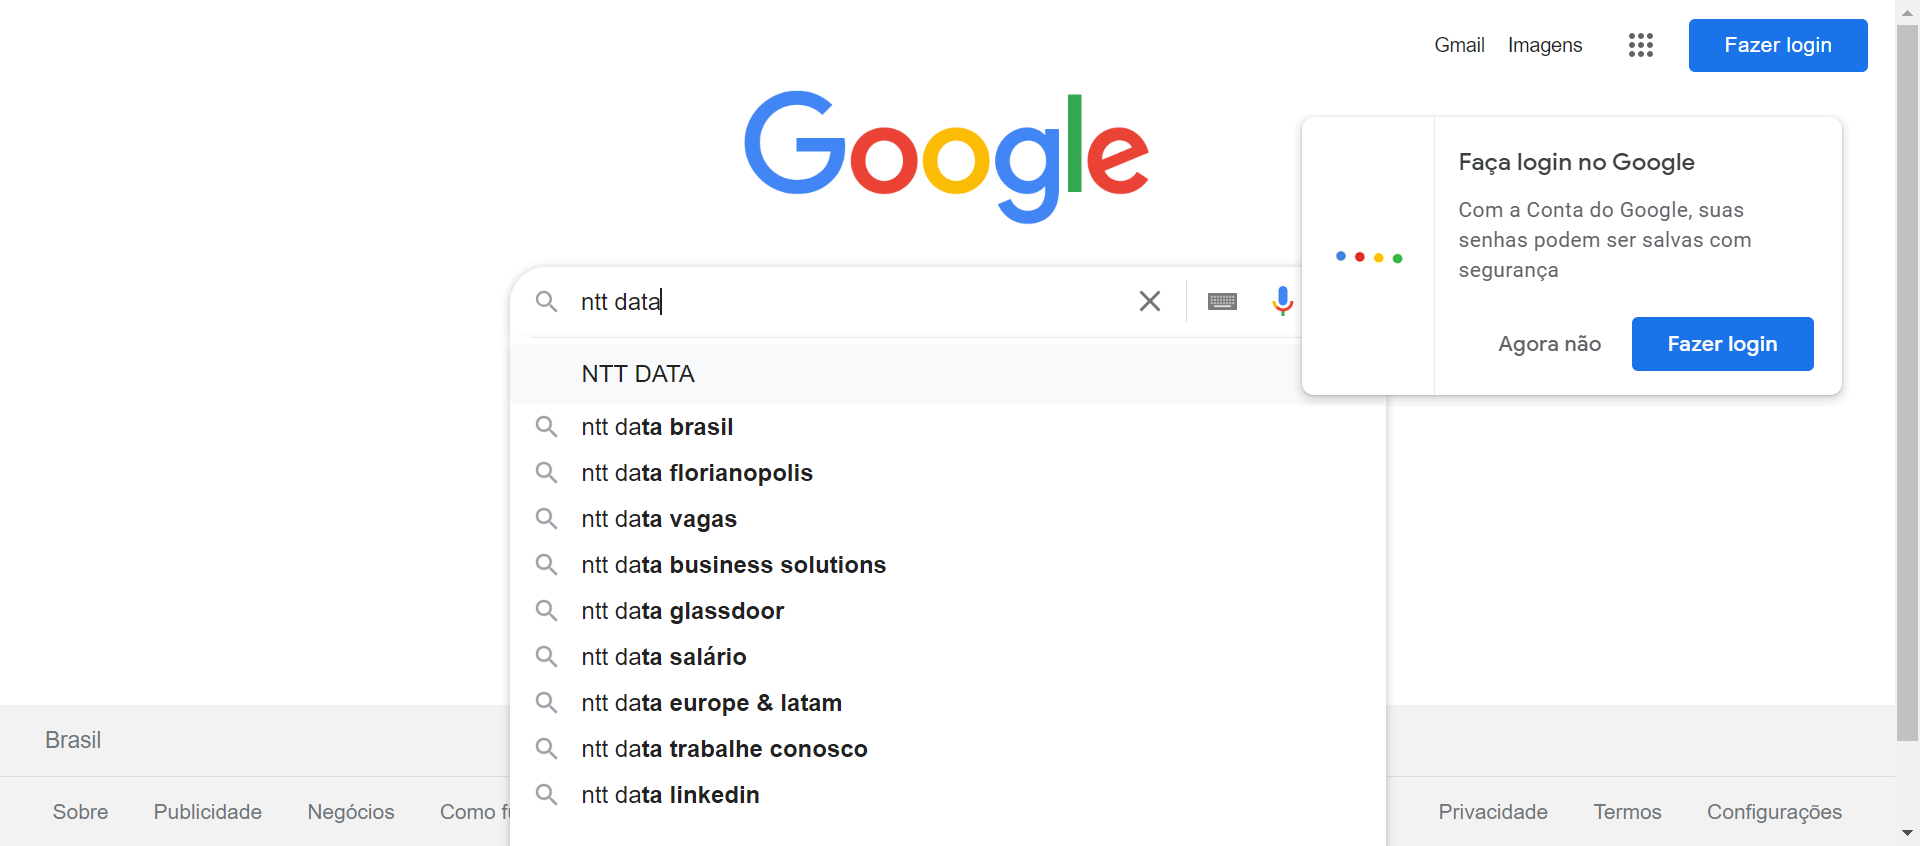 Gmail Imagens Fazer login
Google
Faça login no Google
Com a Conta do Google, suas
senhas podem ser salvas com
segurança
Agora não Fazer login
ntt data
NTT DATA
ntt data brasil
ntt data florianopolis
ntt data vagas
ntt data business solutions
ntt data glassdoor
ntt data salário
ntt data europe & latam
ntt data trabalhe conosco
ntt data linkedin
Brasil
Sobre Publicidade Negócios Como Privacidade Termos Configurações